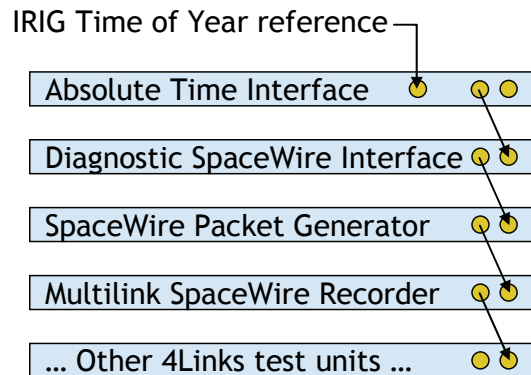 IRIG Time of Year reference
Absolute Time Interface
Diagnostic SpaceWire Interface
SpaceWire Packet Generator
Multilink SpaceWire Recorder
… Other 4Links test units …